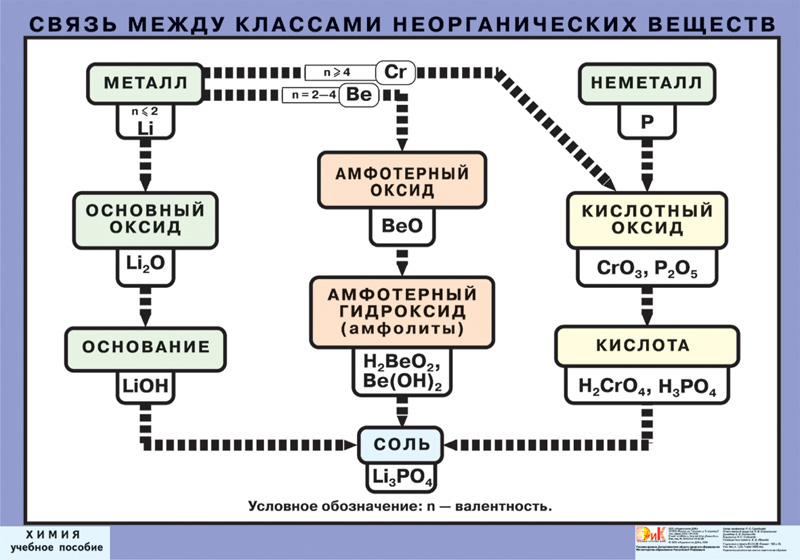 СВЯЗЬ МЕЖДУ КЛАССАМИ НЕОРГАНИЧЕСКИХ ВЕЩЕСТВ
МЕТАЛЛ
n ⩽ 2
Li
n ⩾ 4 Cr
n = 2—4 Be
НЕМЕТАЛЛ
P
ОСНОВНЫЙ
ОКСИД
Li₂O
АМФОТЕРНЫЙ
ОКСИД
BeO
КИСЛОТНЫЙ
ОКСИД
CrO₃, P₂O₅
ОСНОВАНИЕ
LiOH
АМФОТЕРНЫЙ
ГИДРОКСИД
(амфолиты)
H₂BeO₂,
Be(OH)₂
КИСЛОТА
H₂CrO₄, H₃PO₄
СОЛЬ
Li₃PO₄
Условное обозначение: n — валентность.
ХИМИЯ
учебное пособие